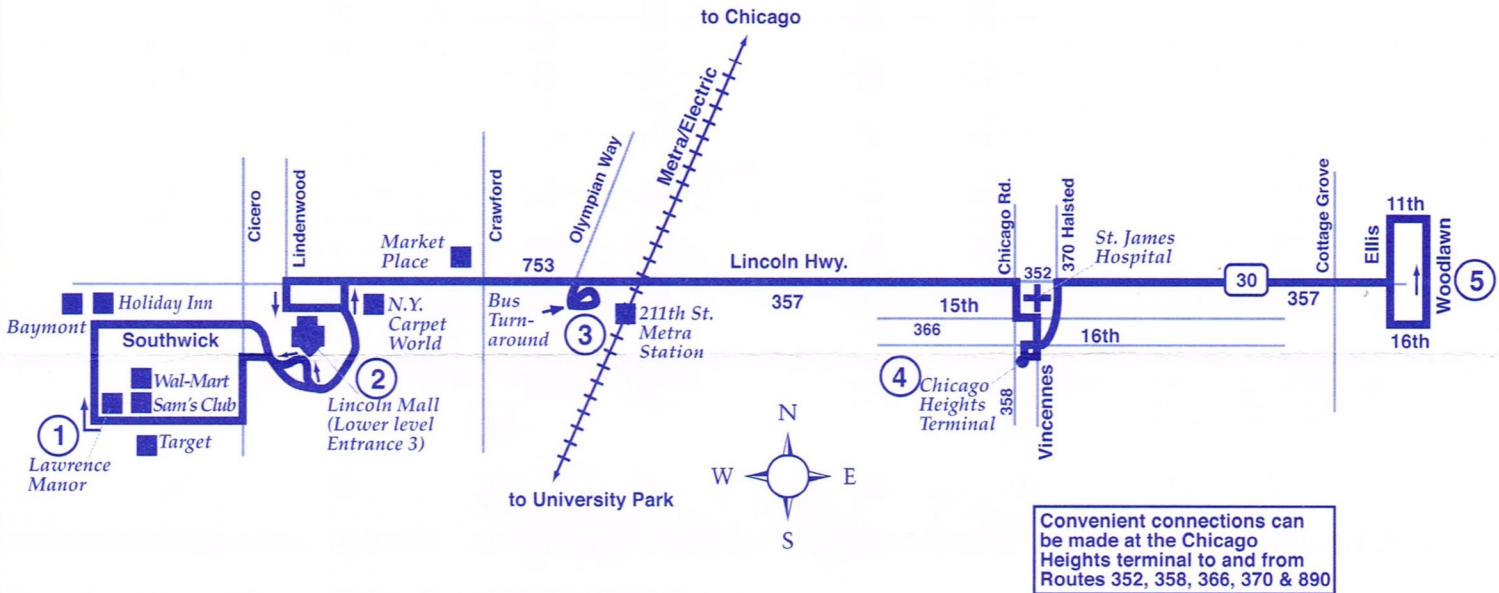 to Chicago
Metra/Electric
Olympian Way
Cicero
Lindenwood
Crawford
Chicago Rd.
370 Halsted
Cottage Grove
11th
Ellis
Woodlawn
5
St. James
Hospital
Market
Place
753
Lincoln Hwy.
352
30
357
357
Holiday Inn
Baymont
N.Y.
Carpet
World
Bus
Turn-
around
3
211th St.
Metra
Station
15th
366
16th
16th
Southwick
Wal-Mart
Sam's Club
2
Lincoln Mall
(Lower level
Entrance 3)
4
Chicago
Heights
Terminal
358
Vincennes
1
Target
Lawrence
Manor
N
W
E
S
to University Park
Convenient connections can
be made at the Chicago
Heights terminal to and from
Routes 352, 358, 366, 370 & 890